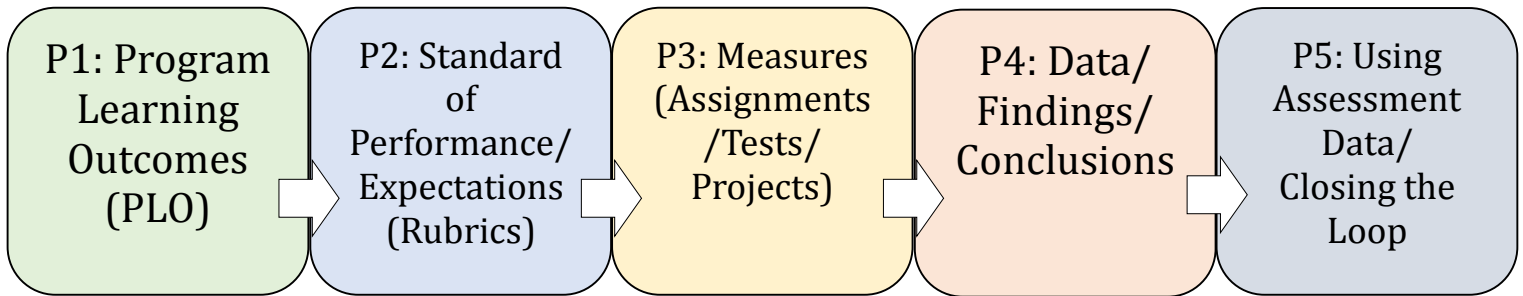 P1: Program
Learning
Outcomes
(PLO)
P2: Standard
of
Performance/
Expectations
(Rubrics)
P3: Measures
(Assignments
/Tests/
Projects)
P4: Data/
Findings/
Conclusions
P5: Using
Assessment
Data/
Closing the
Loop